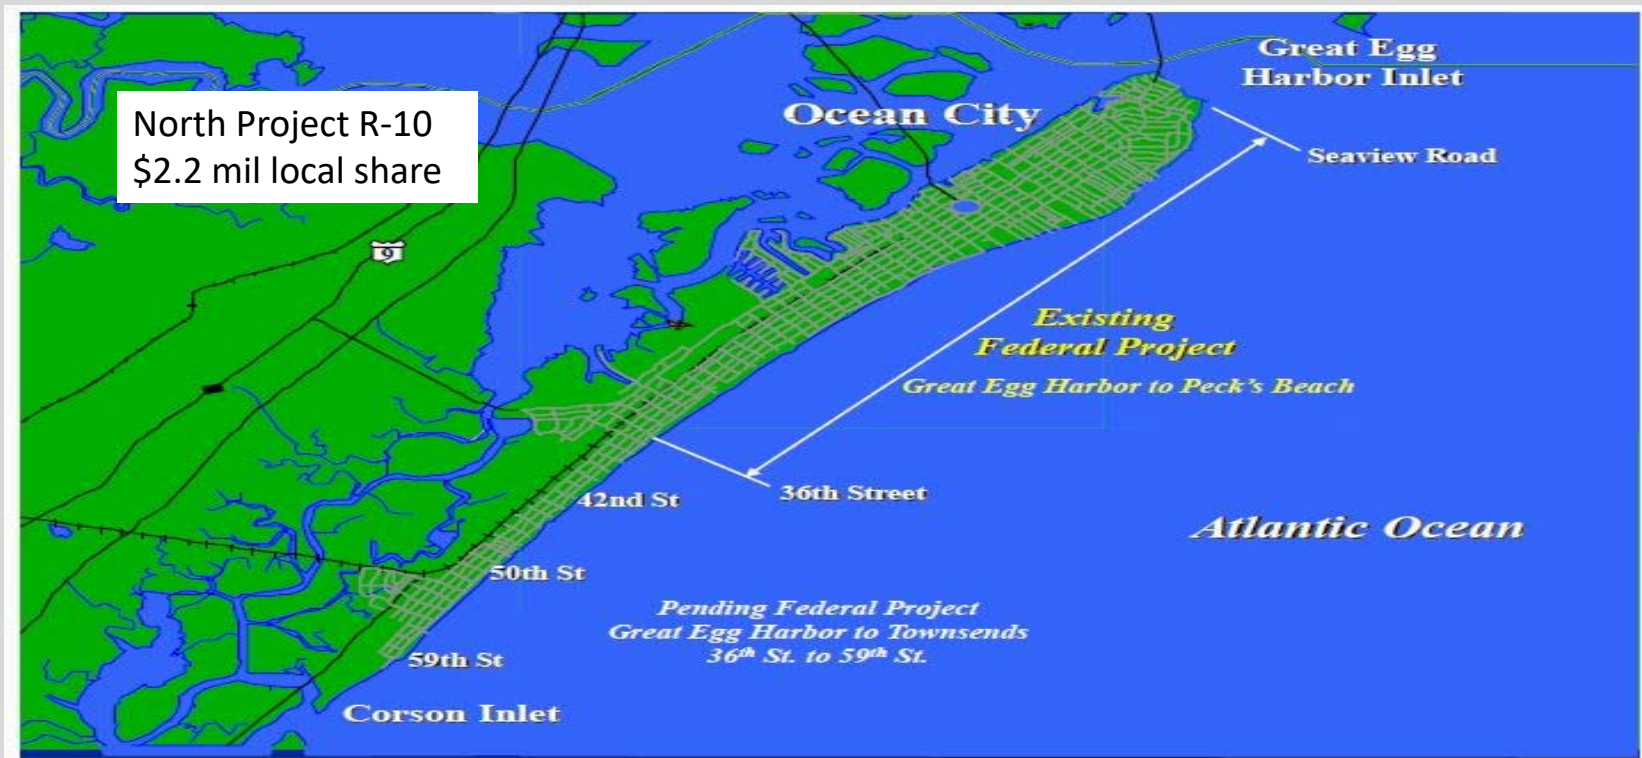 North Project R-10
$2.2 mil local share
Great Egg
Harbor Inlet
Ocean City
Seaview Road
9
Existing
Federal Project
Great Egg Harbor to Peck's Beach
36th Street
42nd St
Atlantic Ocean
50th St
Pending Federal Project
Great Egg Harbor to Townsends
36th St. to 59th St.
59th St
Corson Inlet